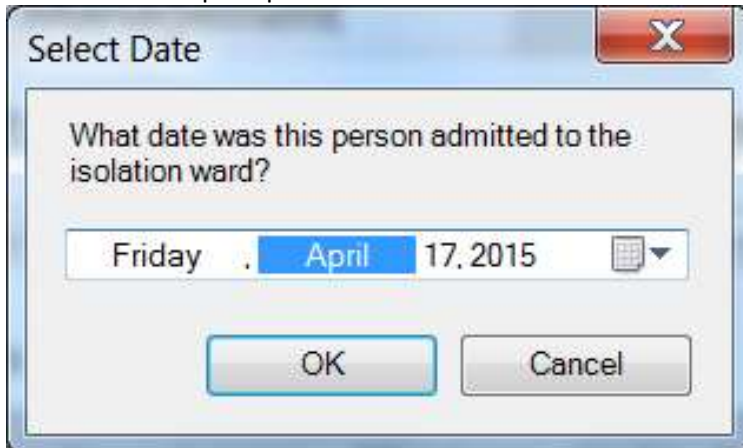 Select Date
What date was this person admitted to the
isolation ward?
Friday , April 17, 2015
OK Cancel